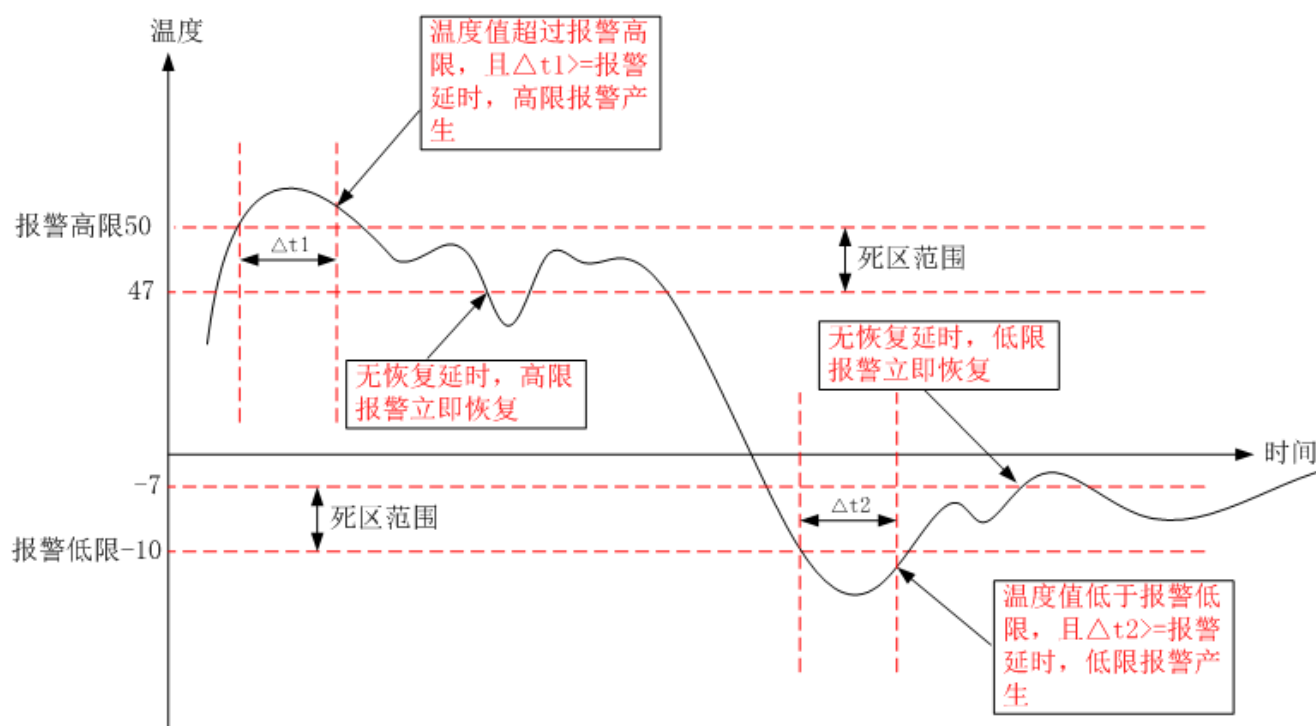 温度
温度值超过报警高
限，且△t1>=报警
延时，高限报警产
生
报警高限50
△t1
死区范围
47
无恢复延时，高限
报警立即恢复
无恢复延时，低限
报警立即恢复
时间
-7
死区范围
△t2
报警低限-10
温度值低于报警低
限，且△t2>=报警
延时，低限报警产
生